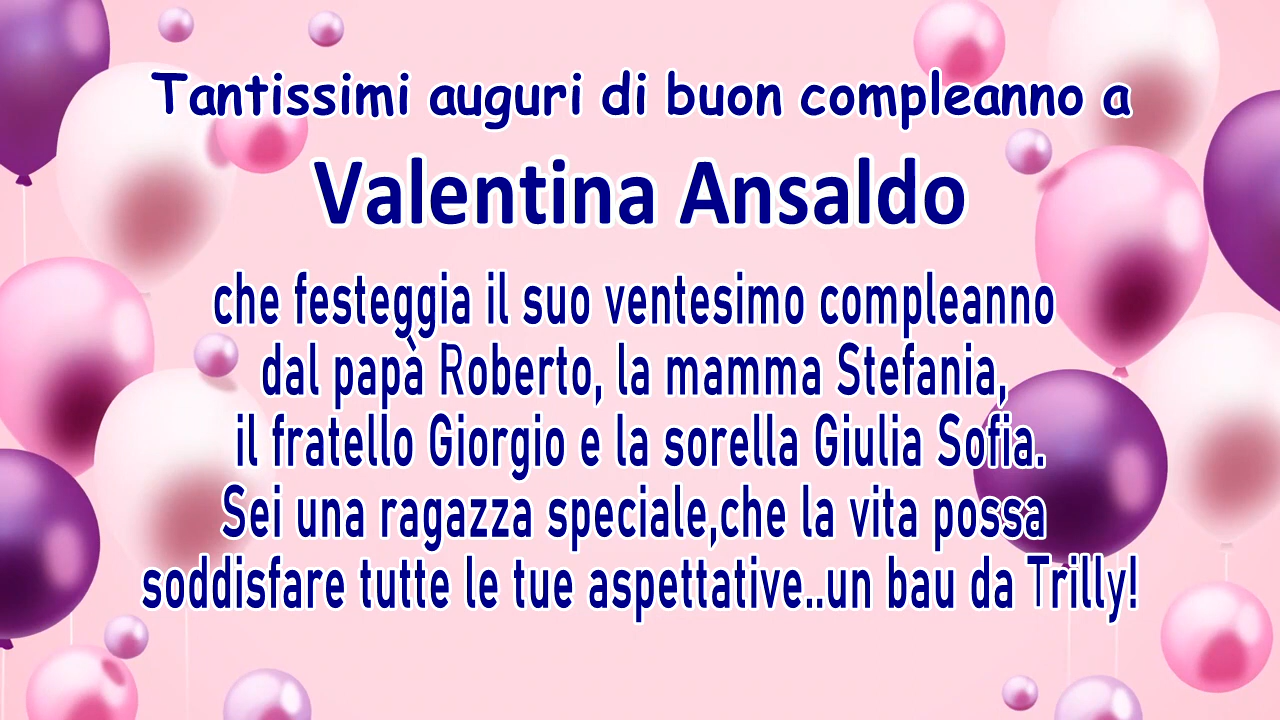 Tantissimi auguri di buon compleanno a
Valentina Ansaldo
che festeggia il suo ventesimo compleanno
dal papà Roberto, la mamma Stefania,
il fratello Giorgio e la sorella Giulia Sofia.
Sei una ragazza speciale,che la vita possa
soddisfare tutte le tue aspettative..un bau da Trilly!